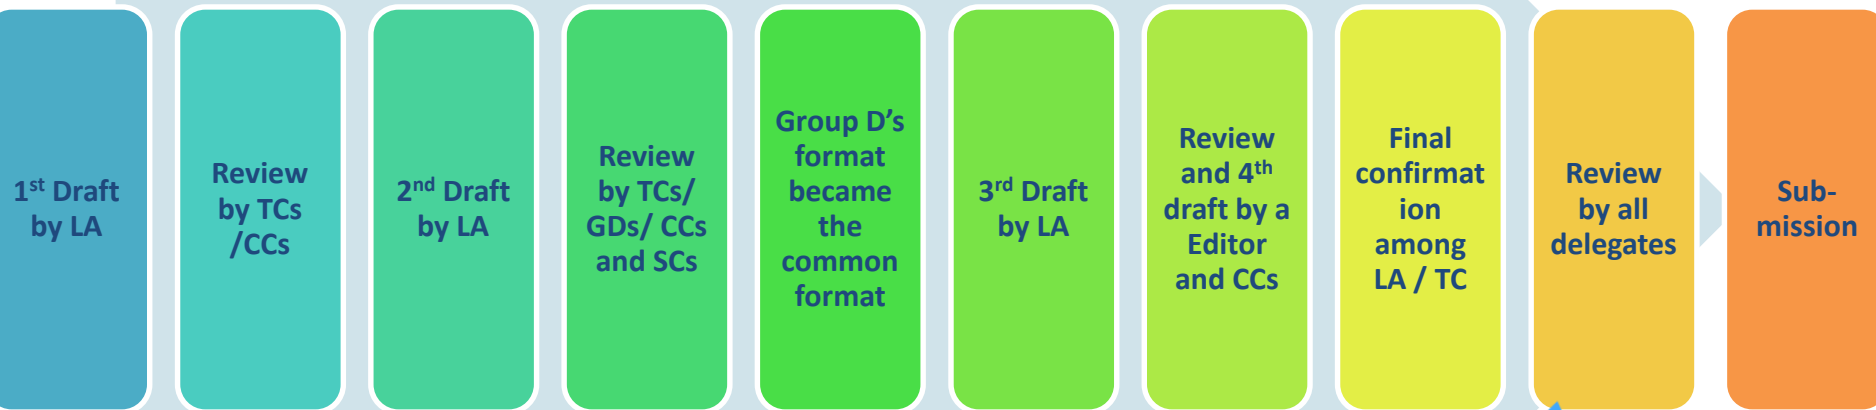 1st Draft
by LA
Review
by TCs
/CCs
2nd Draft
by LA
Review
by TCs/
GDs/ CCs
and SCs
Group D’s
format
became
the
common
format
3rd Draft
by LA
Review
and 4th
draft by a
Editor
and CCs
Final
confirmat
ion
among
LA / TC
Review
by all
delegates
Sub-
mission